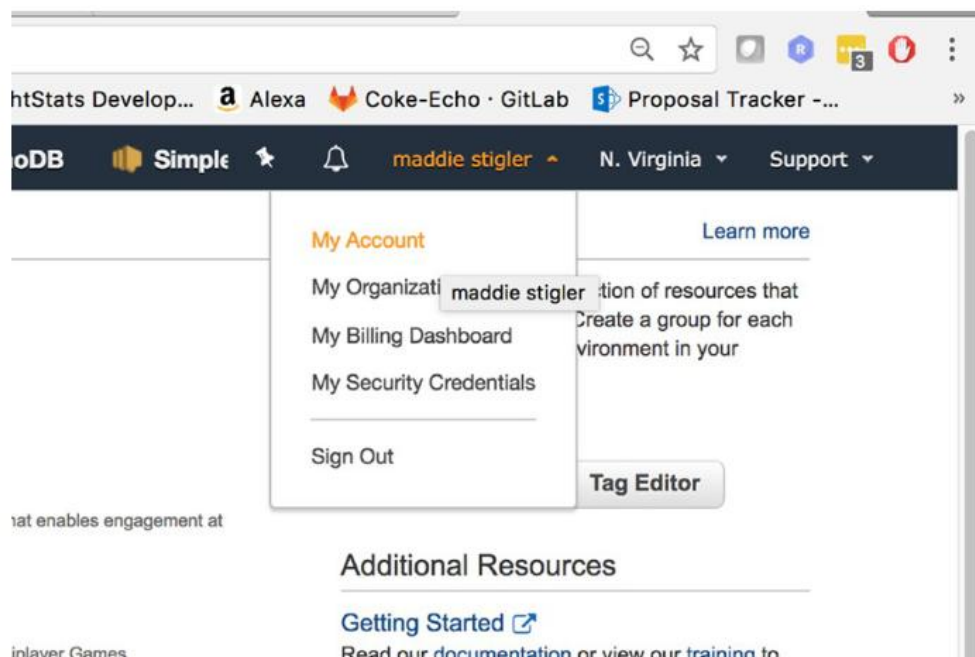 3
htStats Develop... a Alexa Coke-Echo · GitLab Proposal Tracker -... »
oDB Simple maddie stigler N. Virginia Support
My Account Learn more
My Organizati maddie stigler ction of resources that
Create a group for each
My Billing Dashboard vironment in your
My Security Credentials
Sign Out
Tag Editor
hat enables engagement at
Additional Resources
Getting Started
iplayer Games
Read our documentation or view our training to